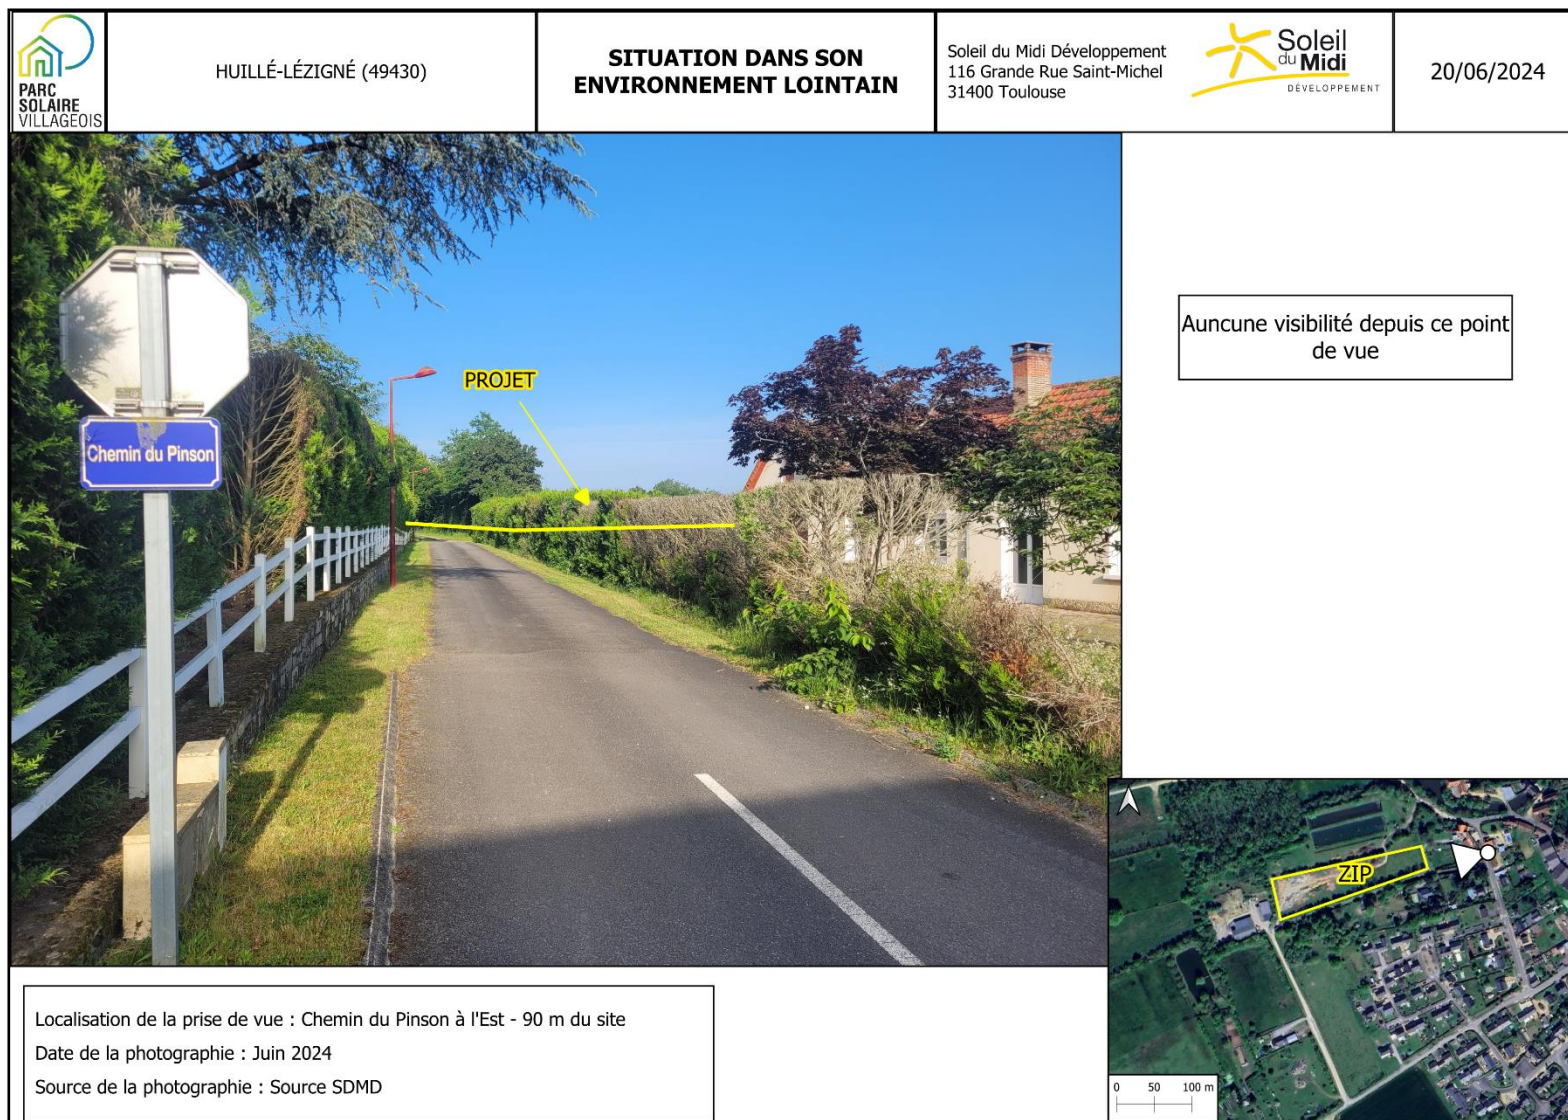 PARC
SOLAIRE
VILLAGEOIS
HUILLÉ-LÉZIGNÉ (49430)
SITUATION DANS SON
ENVIRONNEMENT LOINTAIN
Soleil du Midi Développement
116 Grande Rue Saint-Michel
31400 Toulouse
Soleil
du Midi
DÉVELOPPEMENT
20/06/2024
PROJET
Chemin du Pinson
Auncune visibilité depuis ce point
de vue
ZIP
0 50 100 m
Localisation de la prise de vue : Chemin du Pinson à l'Est - 90 m du site
Date de la photographie : Juin 2024
Source de la photographie : Source SDMD